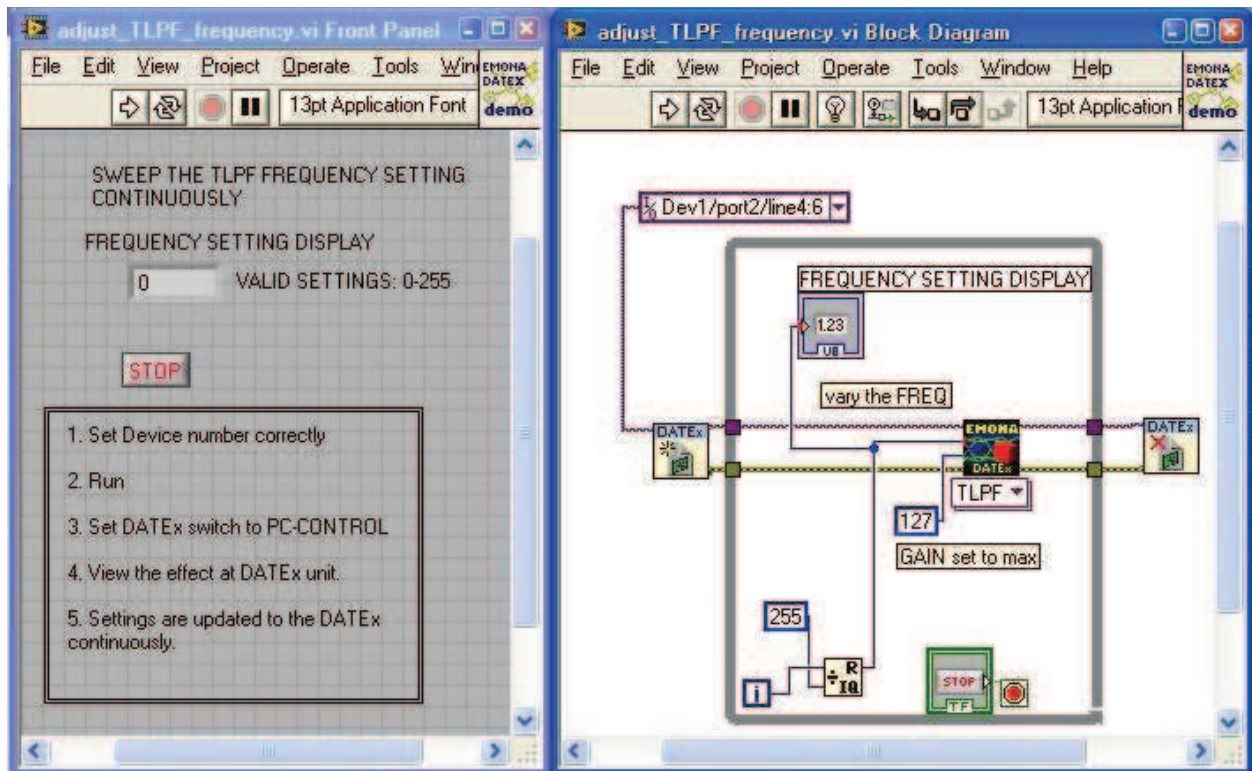 adjust_TLPF_frequency.vi Front Panel
File Edit View Project Operate Tools Win
EMONA
DATEX
demo
13pt Application Font
SWEEP THE TLPF FREQUENCY SETTING
CONTINUOUSLY
FREQUENCY SETTING DISPLAY
0 VALID SETTINGS: 0-255
STOP
1. Set Device number correctly
2. Run
3. Set DATEx switch to PC-CONTROL
4. View the effect at DATEx unit.
5. Settings are updated to the DATEx
continuously.
adjust_TLPF_frequency.vi Block Diagram
File Edit View Project Operate Tools Window Help
EMONA
DATEX
demo
13pt Application F
I/O Dev1/port2/line4:6
FREQUENCY SETTING DISPLAY
1.23
U8
vary the FREQ
DATEx
EMONA
DATEx
DATEx
TLPF
127
GAIN set to max
255
R
IQ
i
STOP
TF